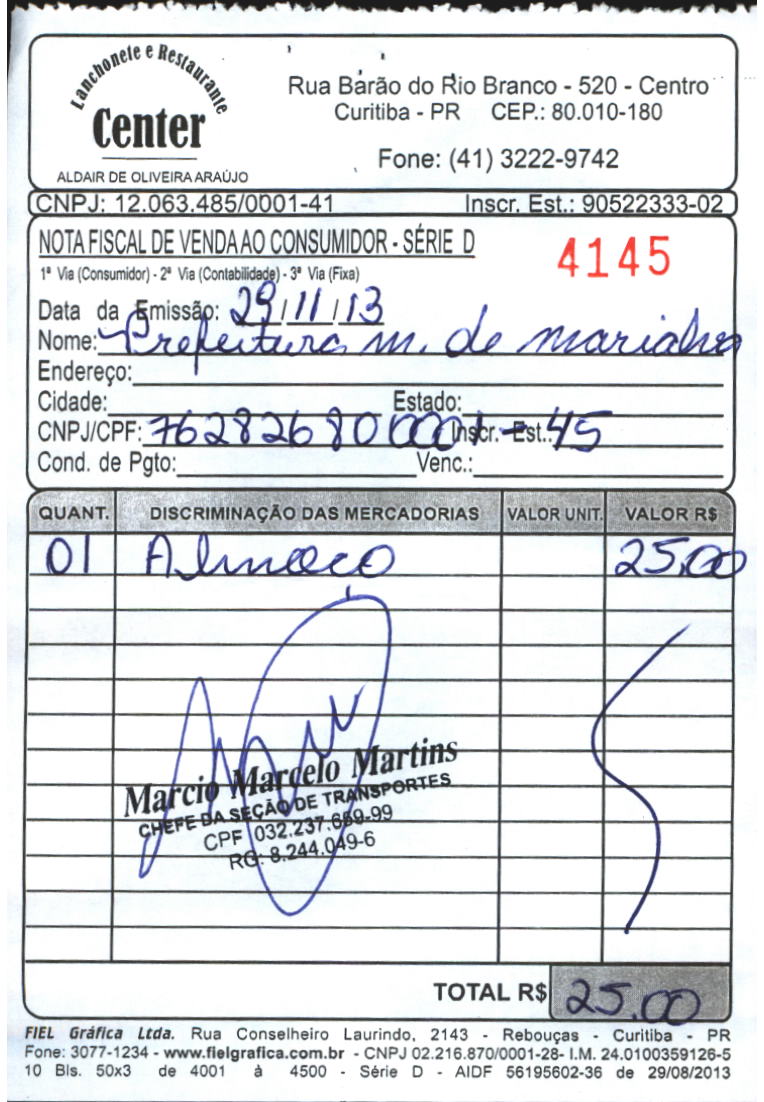 Lanchonete e Restaurante
Center
ALDAIR DE OLIVEIRA ARAÚJO
Rua Barão do Rio Branco - 520 - Centro
Curitiba - PR CEP.: 80.010-180
Fone: (41) 3222-9742
CNPJ: 12.063.485/0001-41 Inscr. Est.: 90522333-02
NOTA FISCAL DE VENDA AO CONSUMIDOR - SÉRIE D
4145
1ª Via (Consumidor) - 2ª Via (Contabilidade) - 3ª Via (Fixa)
Data da Emissão: 29/11/13
Nome: Prefeitura m. de marialva
Endereço:
Cidade: Estado:
CNPJ/CPF: 76282680 0001-45 Inscr. Est.:
Cond. de Pgto: Venc.:
QUANT. DISCRIMINAÇÃO DAS MERCADORIAS VALOR UNIT. VALOR R$
01 Almoço 25,00
Marcio Marcelo Martins
CHEFE DA SEÇÃO DE TRANSPORTES
CPF 032.237.659-99
RG: 8.244.049-6
TOTAL R$ 25,00
FIEL Gráfica Ltda. Rua Conselheiro Laurindo, 2143 - Rebouças - Curitiba - PR
Fone: 3077-1234 - www.fielgrafica.com.br - CNPJ 02.216.870/0001-28- I.M. 24.0100359126-5
10 Bls. 50x3 de 4001 à 4500 - Série D - AIDF 56195602-36 de 29/08/2013